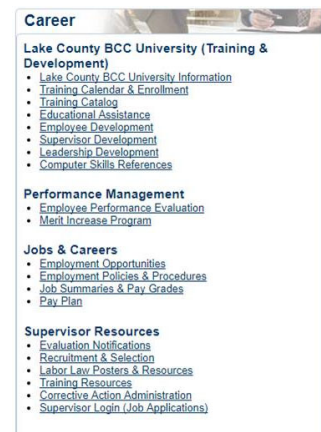 Career
Lake County BCC University (Training &
Development)
Lake County BCC University Information
Training Calendar & Enrollment
Training Catalog
Educational Assistance
Employee Development
Supervisor Development
Leadership Development
Computer Skills References
Performance Management
Employee Performance Evaluation
Merit Increase Program
Jobs & Careers
Employment Opportunities
Employment Policies & Procedures
Job Summaries & Pay Grades
Pay Plan
Supervisor Resources
Evaluation Notifications
Recruitment & Selection
Labor Law Posters & Resources
Training Resources
Corrective Action Administration
Supervisor Login (Job Applications)